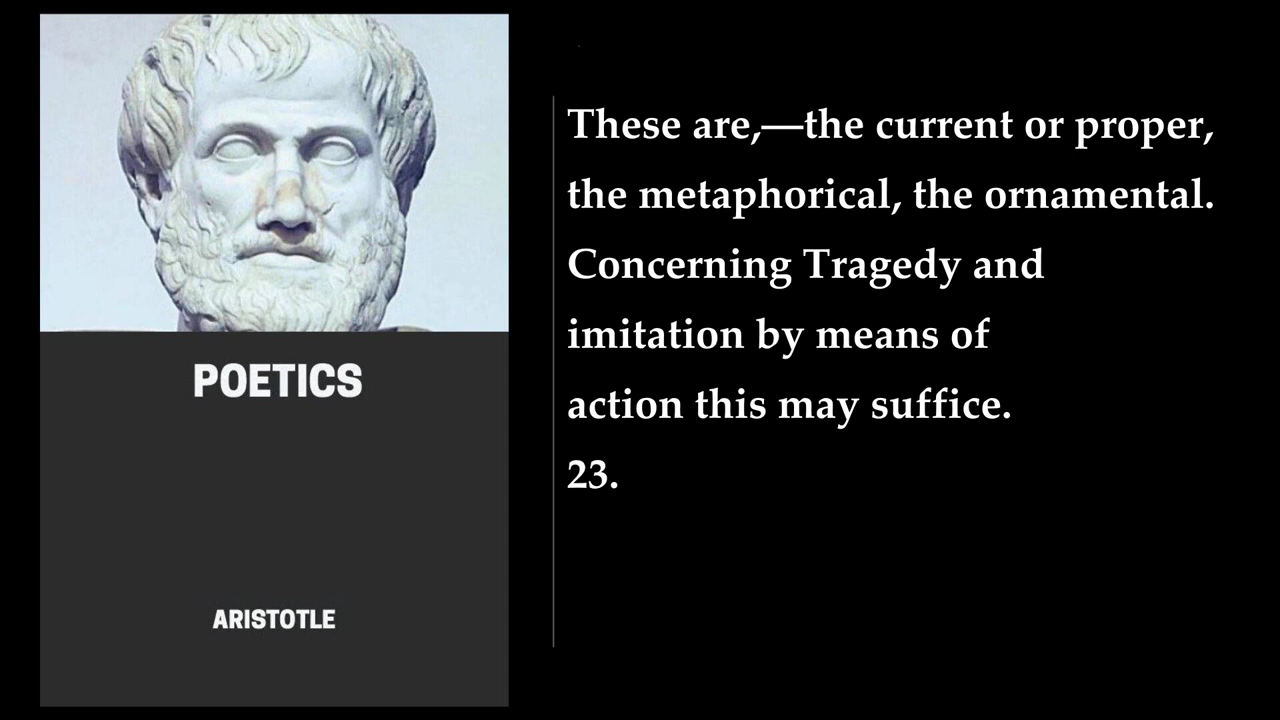 POETICS
ARISTOTLE
These are,—the current or proper,
the metaphorical, the ornamental.
Concerning Tragedy and
imitation by means of
action this may suffice.
23.